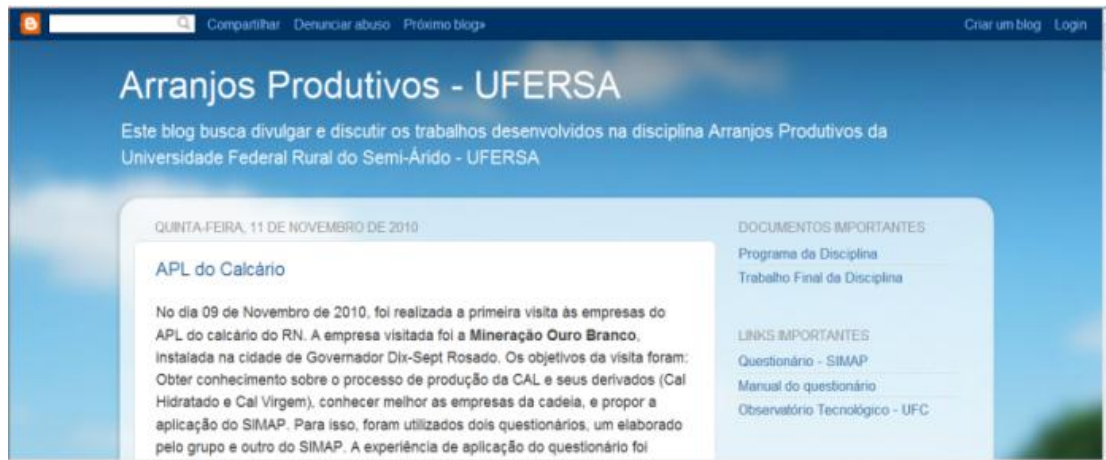 Compartilhar Denunciar abuso Próximo blog»
Criar um blog Login
Arranjos Produtivos - UFERSA
Este blog busca divulgar e discutir os trabalhos desenvolvidos na disciplina Arranjos Produtivos da
Universidade Federal Rural do Semi-Árido - UFERSA
QUINTA-FEIRA, 11 DE NOVEMBRO DE 2010
APL do Calcário
No dia 09 de Novembro de 2010, foi realizada a primeira visita às empresas do
APL do calcário do RN. A empresa visitada foi a Mineração Ouro Branco,
instalada na cidade de Governador Dix-Sept Rosado. Os objetivos da visita foram:
Obter conhecimento sobre o processo de produção da CAL e seus derivados (Cal
Hidratado e Cal Virgem), conhecer melhor as empresas da cadeia, e propor a
aplicação do SIMAP. Para isso, foram utilizados dois questionários, um elaborado
pelo grupo e outro do SIMAP. A experiência de aplicação do questionário foi
DOCUMENTOS IMPORTANTES
Programa da Disciplina
Trabalho Final da Disciplina
LINKS IMPORTANTES
Questionário - SIMAP
Manual do questionário
Observatório Tecnológico - UFC